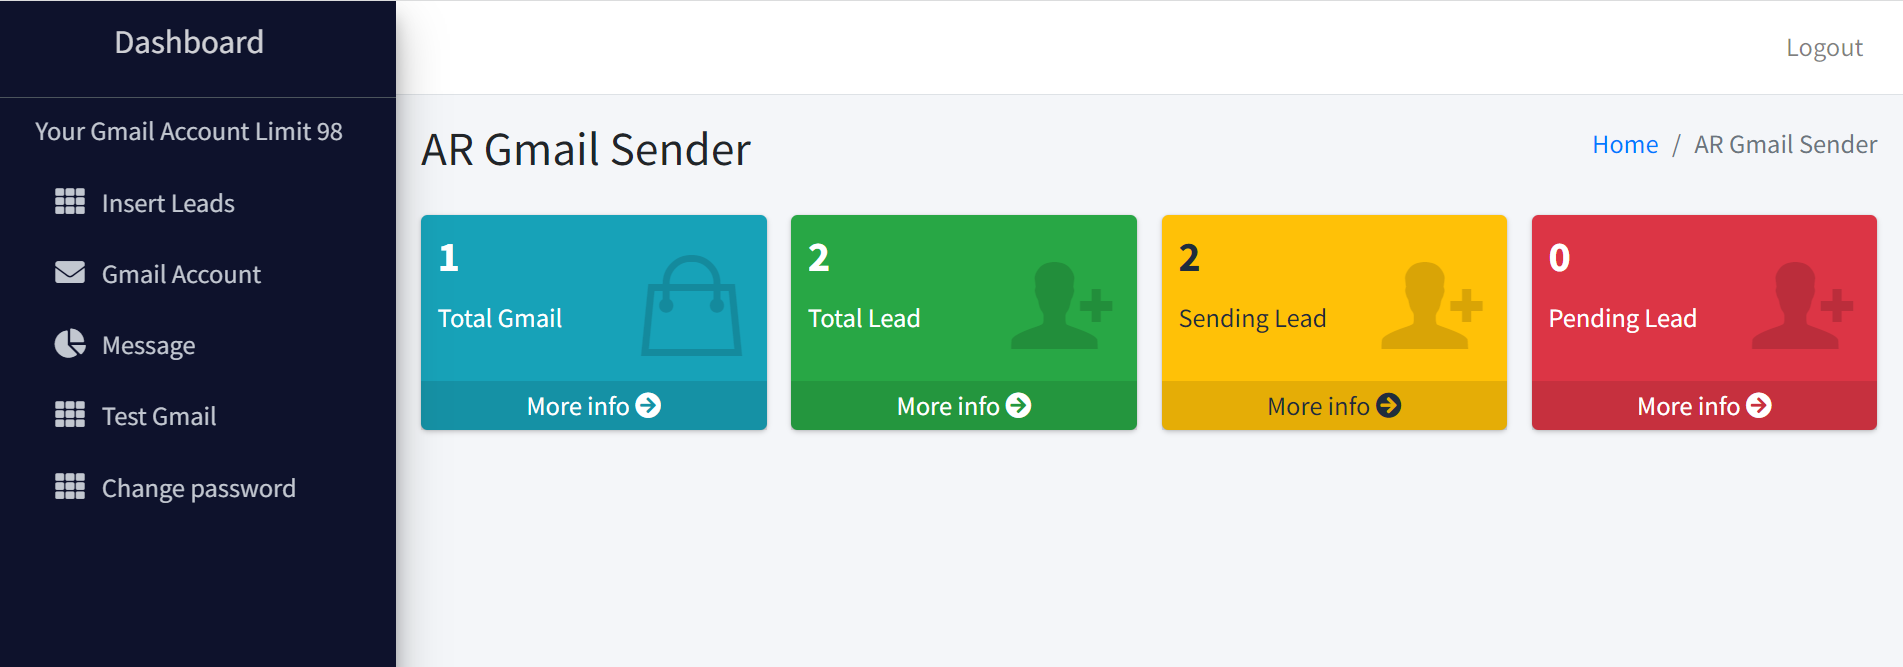 Dashboard
Logout
Your Gmail Account Limit 98
Insert Leads
Gmail Account
Message
Test Gmail
Change password
AR Gmail Sender
Home / AR Gmail Sender
1
Total Gmail
More info
2
Total Lead
More info
2
Sending Lead
More info
0
Pending Lead
More info